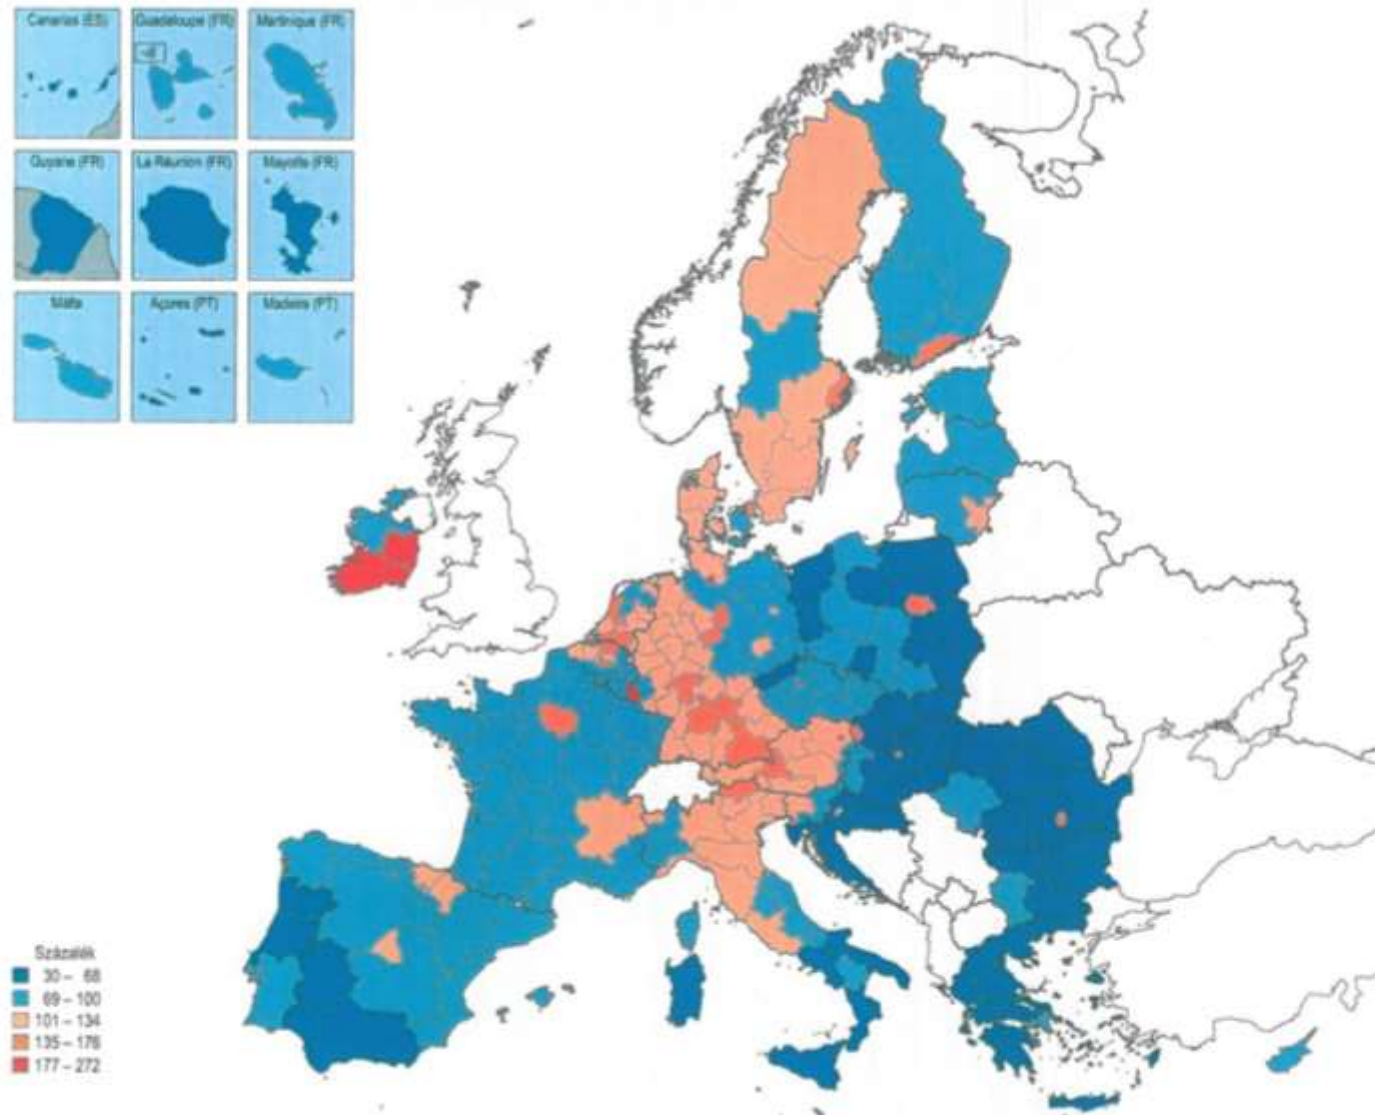 Canarias (ES)
Guadeloupe (FR)
Martinique (FR)
Guyane (FR)
La Réunion (FR)
Mayotte (FR)
Malta
Açores (PT)
Madeira (PT)
Százalék
30 – 68
69 – 100
101 – 134
135 – 176
177 – 272